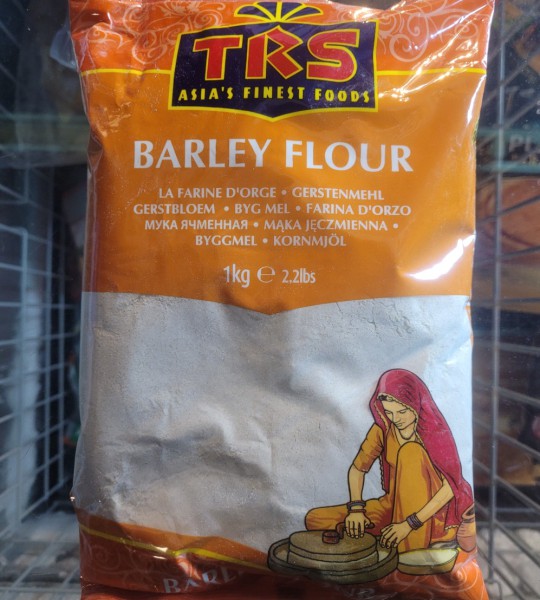 TRS
ASIA'S FINEST FOODS
BARLEY FLOUR
LA FARINE D'ORGE • GERSTENMEHL
GERSTBLOEM • BYG MEL • FARINA D'ORZO
МУКА ЯЧМЕННАЯ • MĄKA JĘCZMIENNA •
BYGGMEL • KORNMJÖL
1kg ℮ 2.2lbs